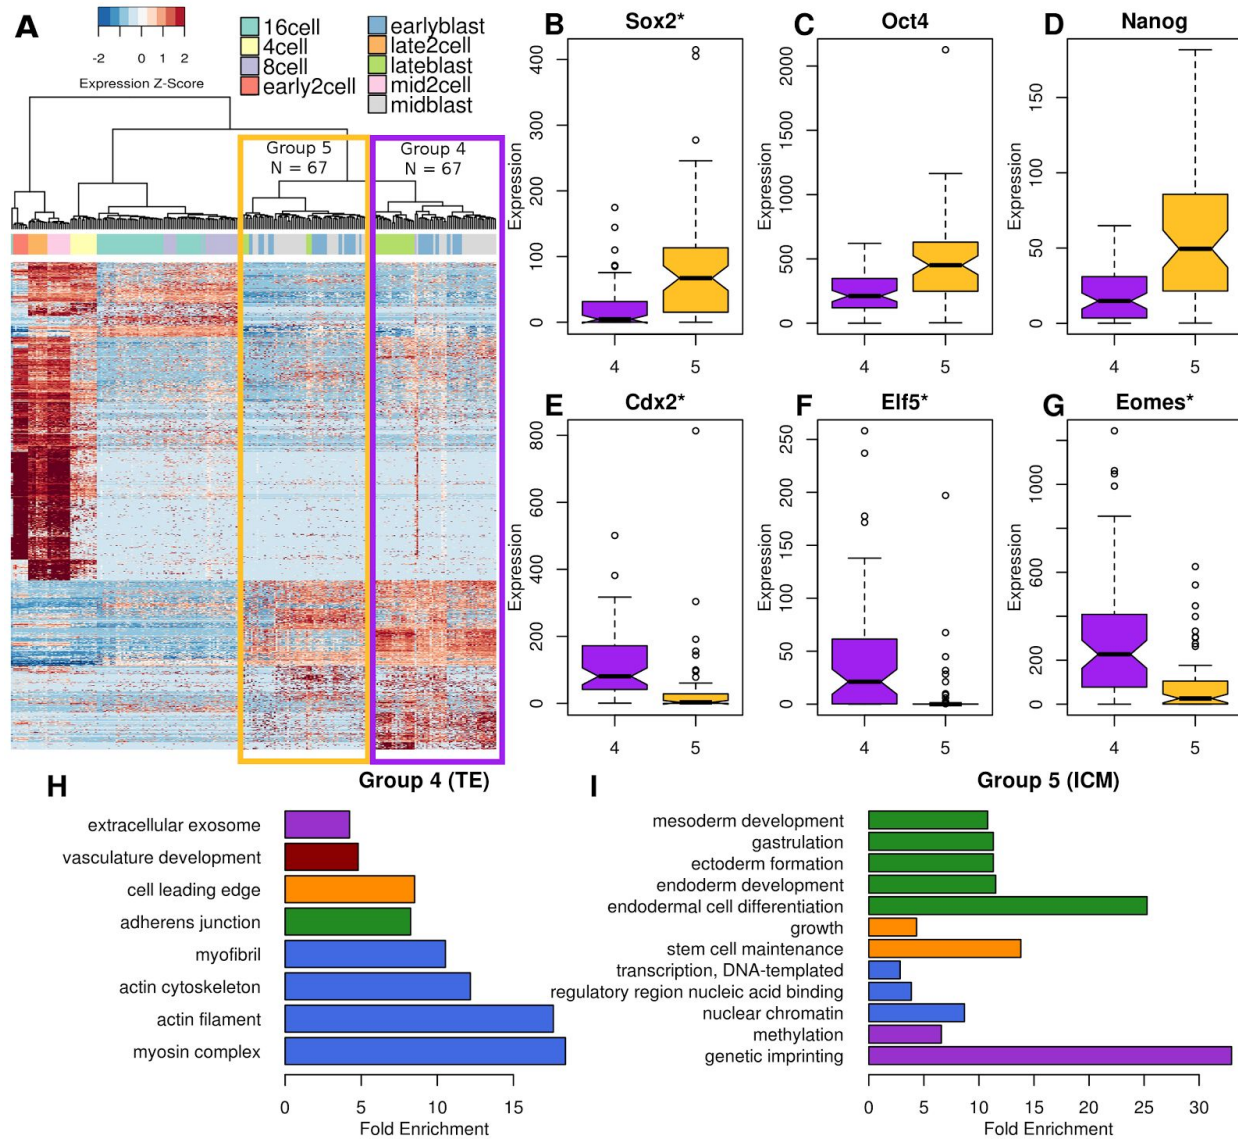 A
-2 0 1 2
Expression Z-Score
16cell
4cell
8cell
early2cell
earlyblast
late2cell
lateblast
mid2cell
midblast
Group 5
N = 67
Group 4
N = 67
B
Sox2*
Expression
0 100 200 300 400
4 5
C
Oct4
Expression
0 500 1000 1500 2000
4 5
D
Nanog
Expression
0 50 100 150
4 5
E
Cdx2*
Expression
0 200 400 600 800
4 5
F
Elf5*
Expression
0 50 100 150 200 250
4 5
G
Eomes*
Expression
0 200 600 1000
4 5
H
Group 4 (TE)
extracellular exosome
vasculature development
cell leading edge
adherens junction
myofibril
actin cytoskeleton
actin filament
myosin complex
0 5 10 15
Fold Enrichment
I
Group 5 (ICM)
mesoderm development
gastrulation
ectoderm formation
endoderm development
endodermal cell differentiation
growth
stem cell maintenance
transcription, DNA-templated
regulatory region nucleic acid binding
nuclear chromatin
methylation
genetic imprinting
0 5 10 15 20 25 30
Fold Enrichment